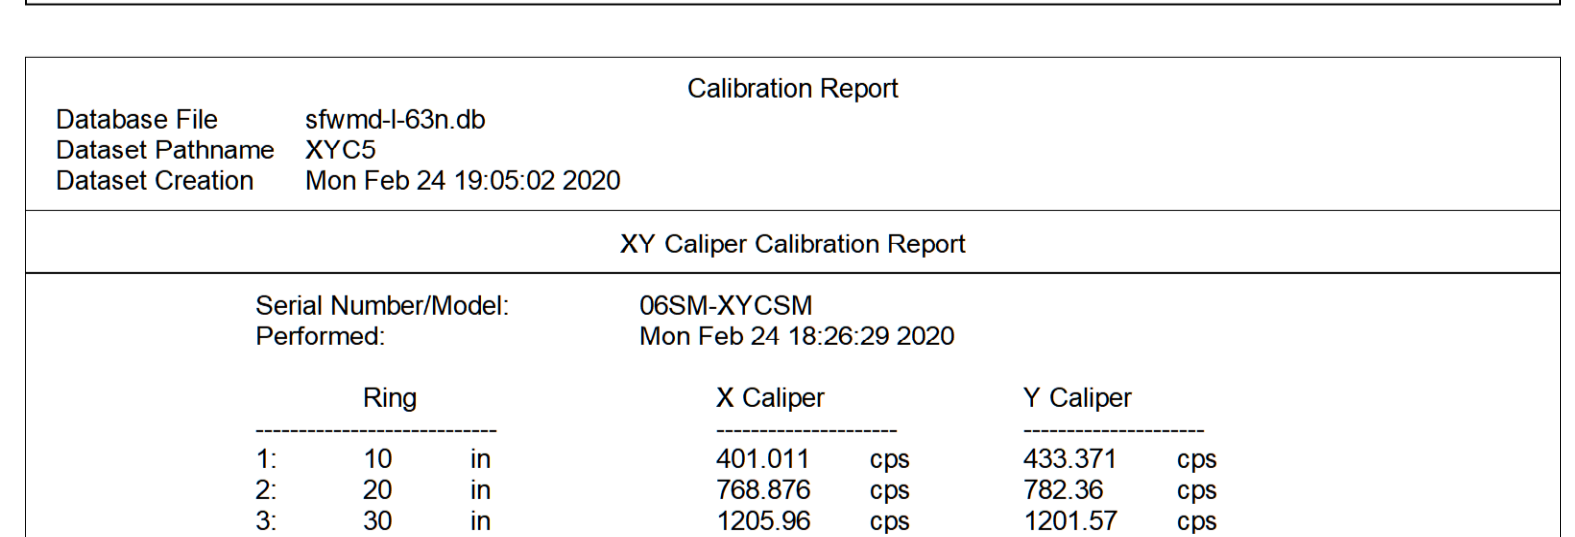 Calibration Report
Database File sfwmd-l-63n.db
Dataset Pathname XYC5
Dataset Creation Mon Feb 24 19:05:02 2020
XY Caliper Calibration Report
Serial Number/Model: 06SM-XYCSM
Performed: Mon Feb 24 18:26:29 2020
Ring X Caliper Y Caliper
---------------------------- --------------------- ---------------------
1: 10 in 401.011 cps 433.371 cps
2: 20 in 768.876 cps 782.36 cps
3: 30 in 1205.96 cps 1201.57 cps